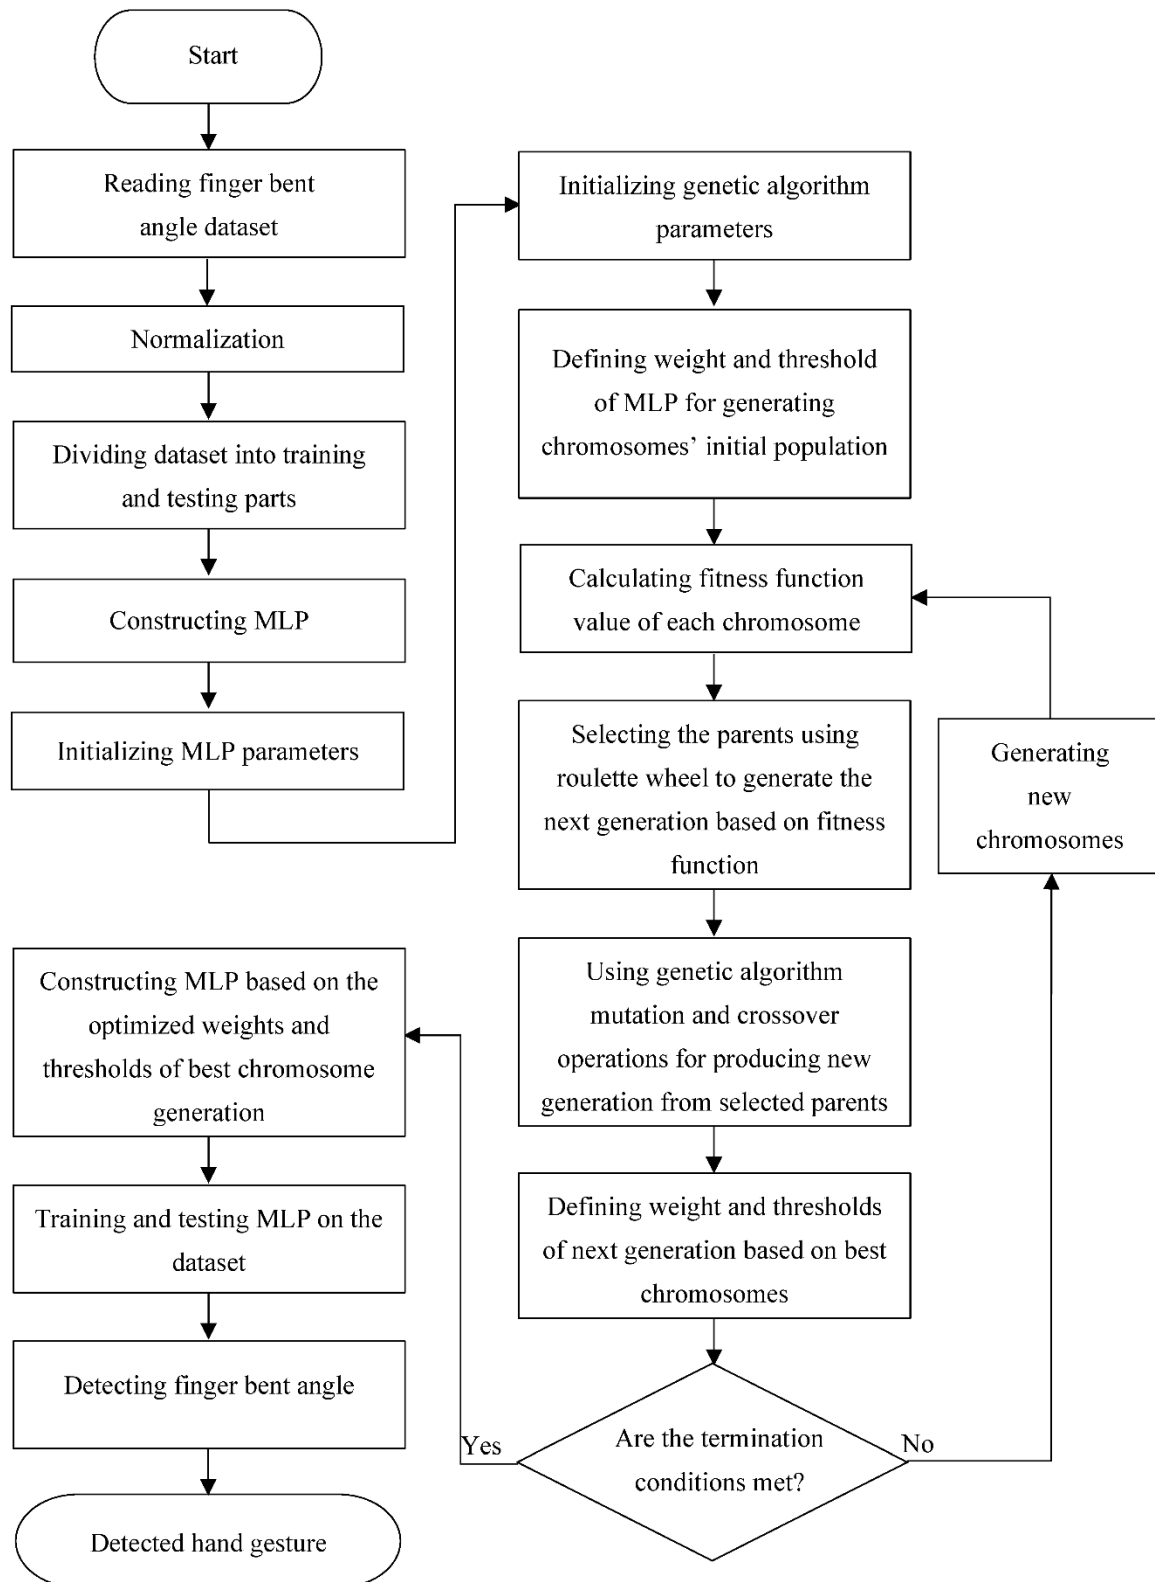 Start
Reading finger bent
angle dataset
Normalization
Dividing dataset into training
and testing parts
Constructing MLP
Initializing MLP parameters
Initializing genetic algorithm
parameters
Defining weight and threshold
of MLP for generating
chromosomes’ initial population
Calculating fitness function
value of each chromosome
Selecting the parents using
roulette wheel to generate the
next generation based on fitness
function
Using genetic algorithm
mutation and crossover
operations for producing new
generation from selected parents
Defining weight and thresholds
of next generation based on best
chromosomes
Are the termination
conditions met?
No
Generating
new
chromosomes
Yes
Constructing MLP based on the
optimized weights and
thresholds of best chromosome
generation
Training and testing MLP on the
dataset
Detecting finger bent angle
Detected hand gesture